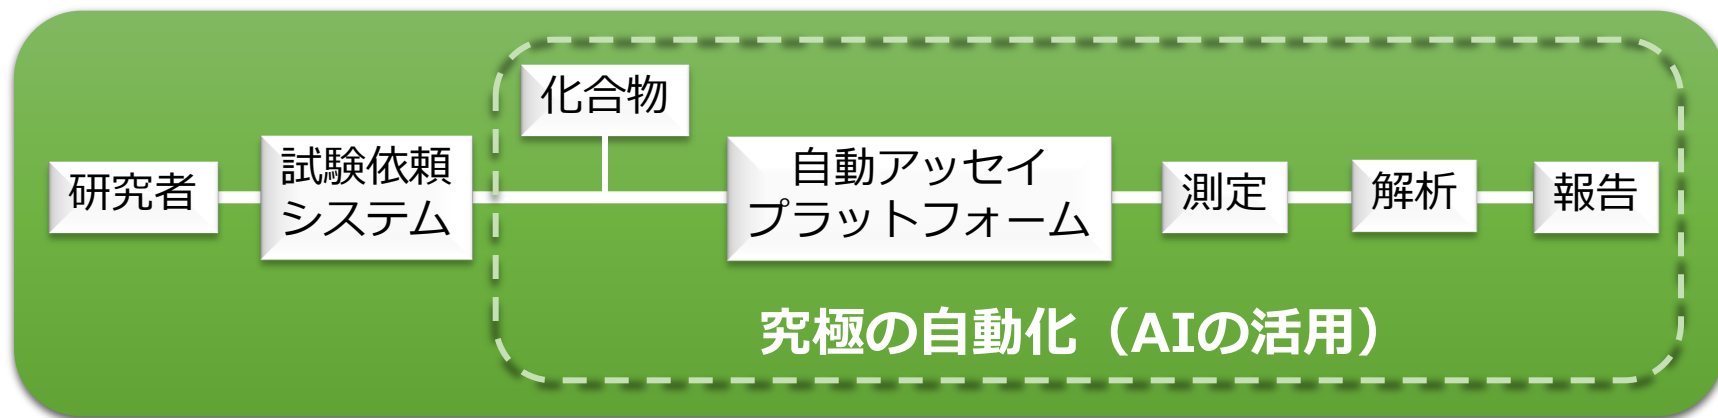 化合物
研究者
試験依頼
システム
自動アッセイ
プラットフォーム
測定
解析
報告
究極の自動化（AIの活用）